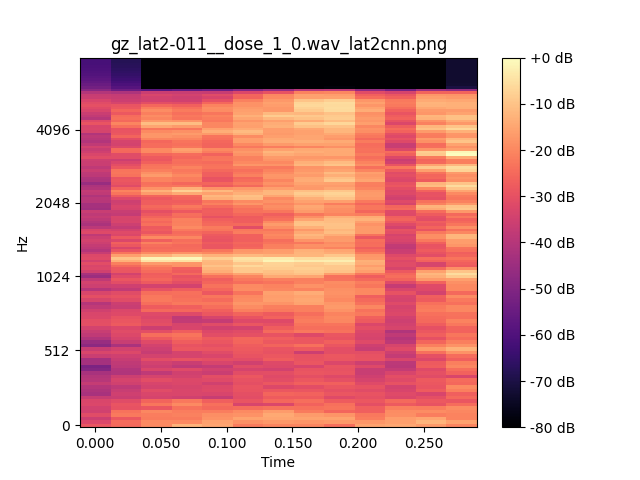 gz_lat2-011__dose_1_0.wav_lat2cnn.png
4096
2048
1024
512
0
Hz
0.000 0.050 0.100 0.150 0.200 0.250
Time
+0 dB
-10 dB
-20 dB
-30 dB
-40 dB
-50 dB
-60 dB
-70 dB
-80 dB